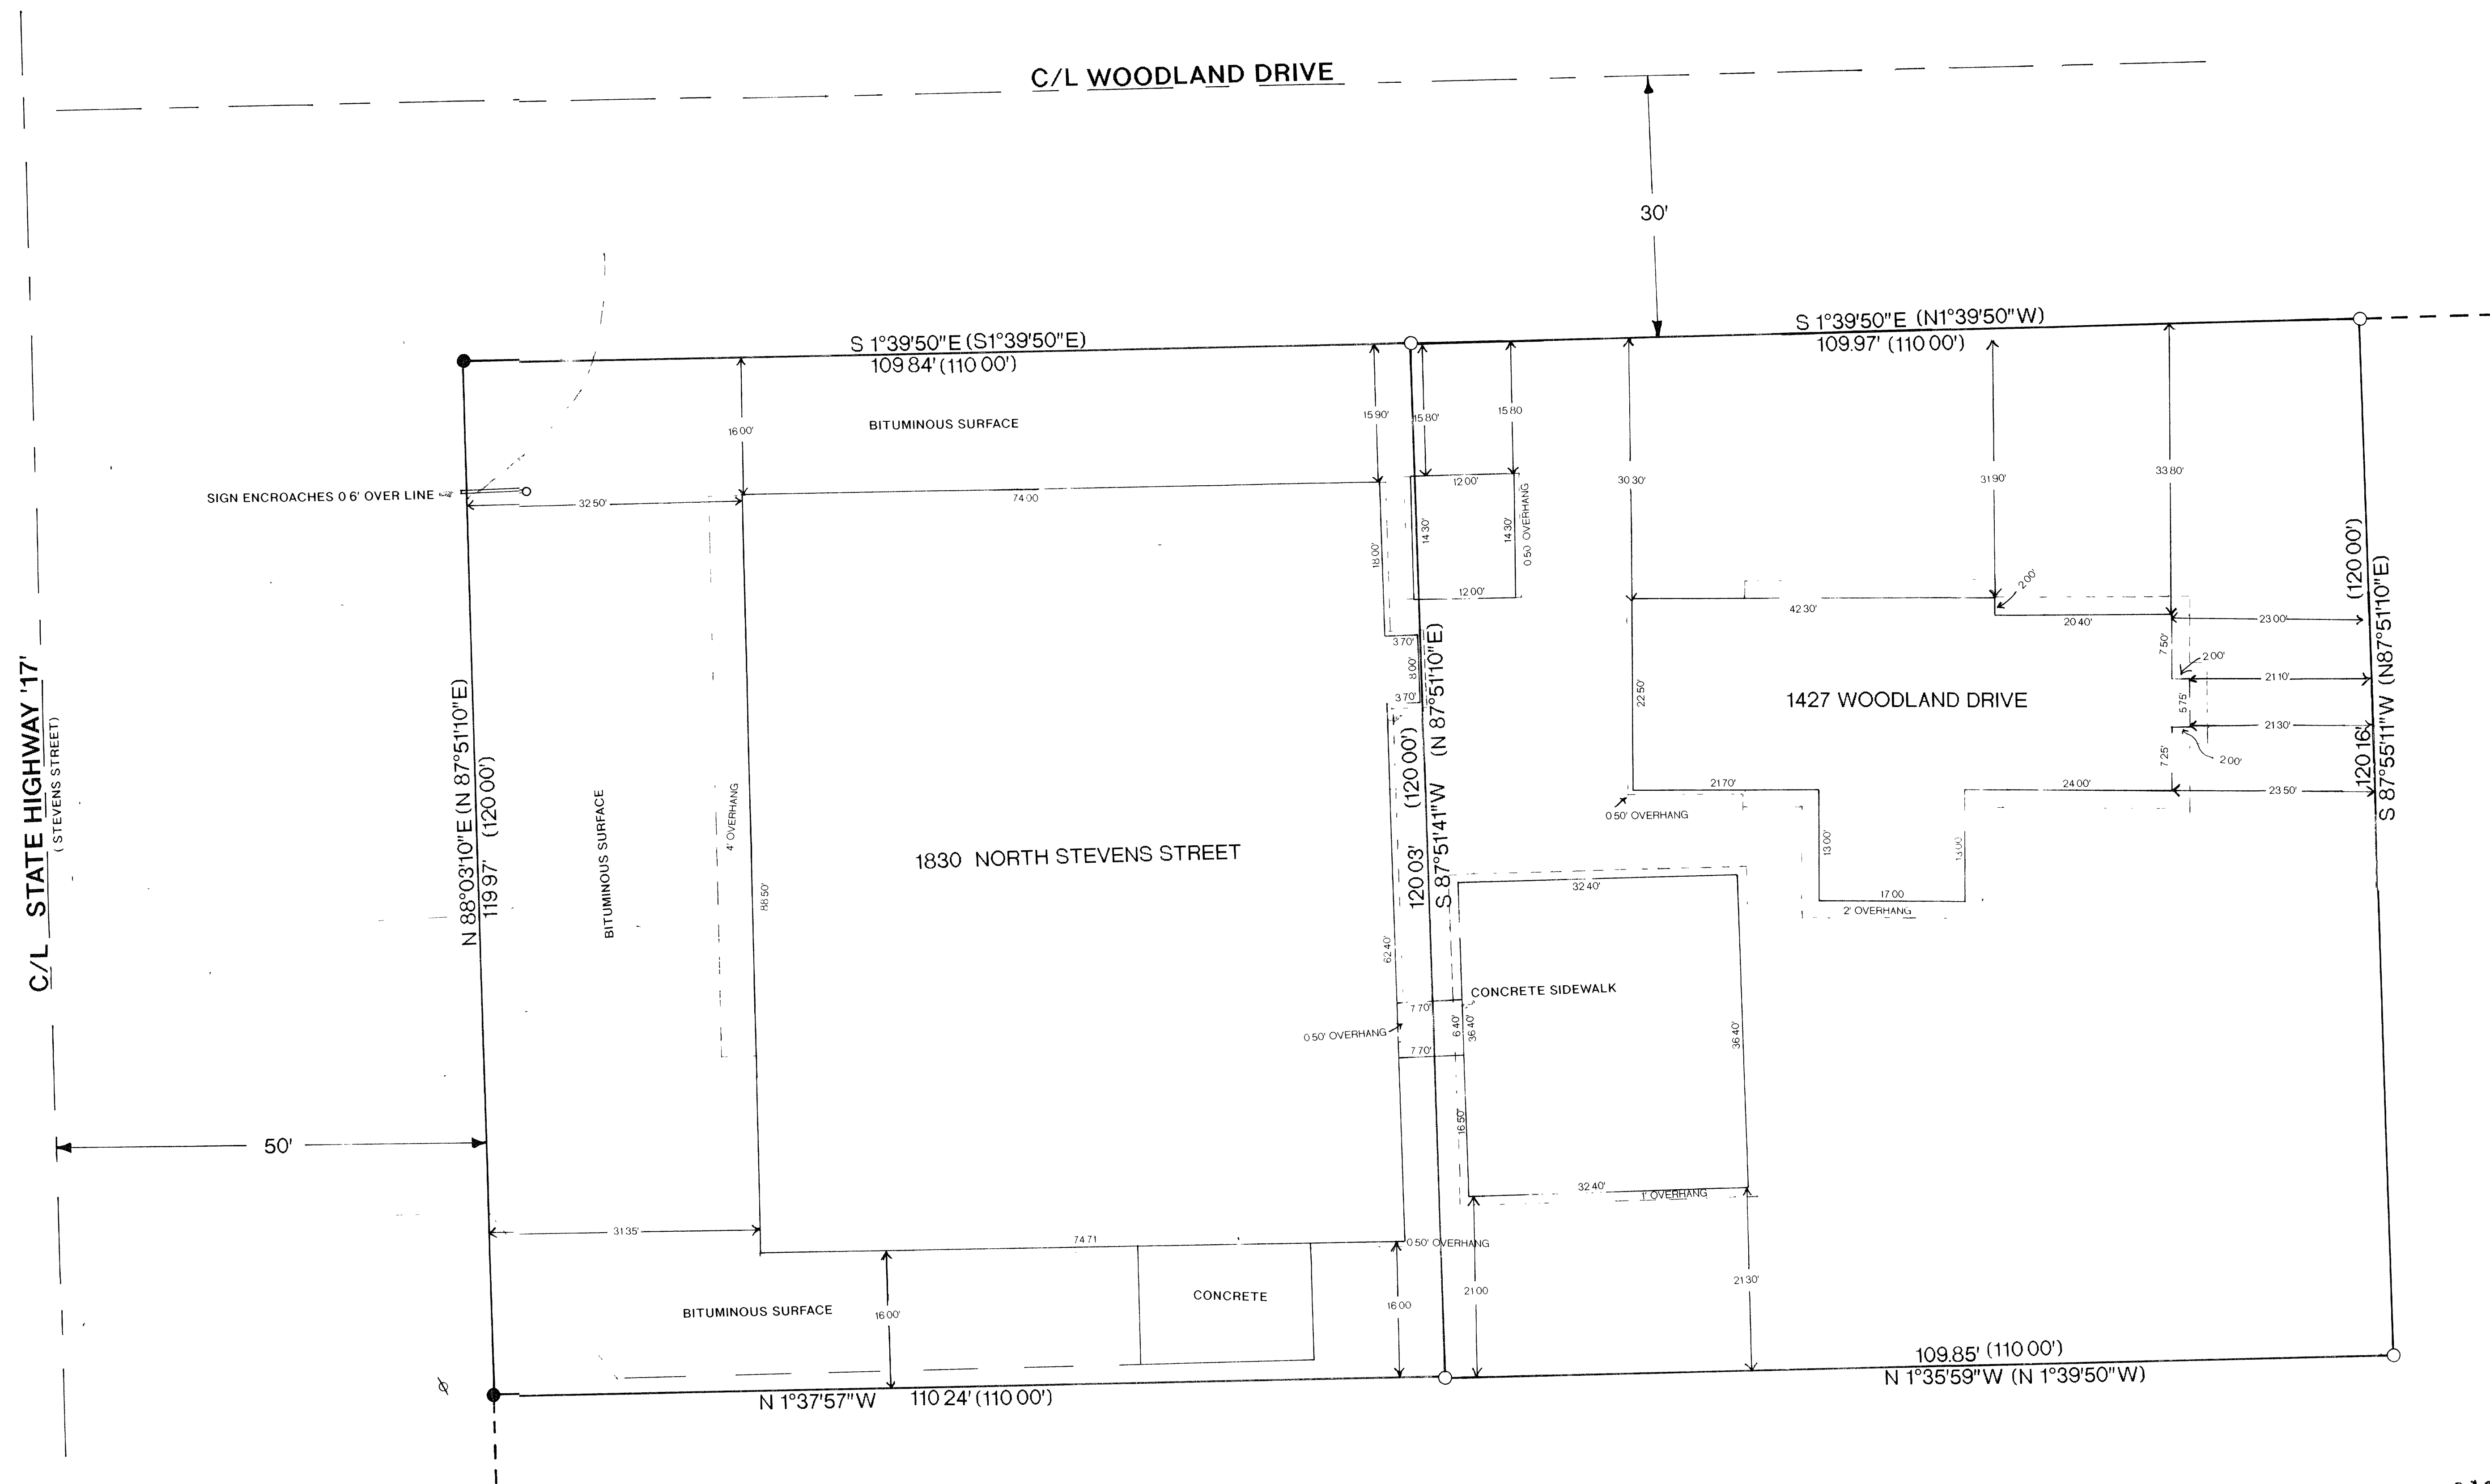 C/L WOODLAND DRIVE
30'
S 1°39'50"E (S1°39'50"E)
109 84' (110 00')
S 1°39'50"E (N1°39'50"W)
109.97' (110 00')
BITUMINOUS SURFACE
16 00'
15 90'
15 80'
15 80
30 30'
31 90'
33 80'
SIGN ENCROACHES 0 6' OVER LINE
32 50'
74 00
12 00'
14 30'
14 30'
0 50' OVERHANG
12 00'
18 00'
3 70'
8 00'
3 70'
2 00'
42 30'
20 40'
23 00'
7 50'
2 00'
21 10'
5 75'
21 30'
2 00'
7 25'
23 50'
22 50'
1427 WOODLAND DRIVE
21 70'
24 00'
0 50' OVERHANG
13 00'
13 00'
17 00
2' OVERHANG
(120 00')
120 16'
S 87°55'11"W (N87°51'10"E)
C/L STATE HIGHWAY '17'
( STEVENS STREET)
N 88°03'10"E (N 87°51'10"E)
119 97' (120 00')
BITUMINOUS SURFACE
4' OVERHANG
88 50'
1830 NORTH STEVENS STREET
120 03' (120 00')
S 87°51'41"W (N 87°51'10"E)
62 40'
32 40'
CONCRETE SIDEWALK
7 70'
0 50' OVERHANG
7 70'
6 40'
36 40'
36 40'
16 50'
32 40'
1' OVERHANG
50'
31 35'
74 71
0 50' OVERHANG
BITUMINOUS SURFACE
16 00'
CONCRETE
16 00
21 00
21 30'
N 1°37'57"W 110 24' (110 00')
109.85' (110 00')
N 1°35'59"W (N 1°39'50"W)